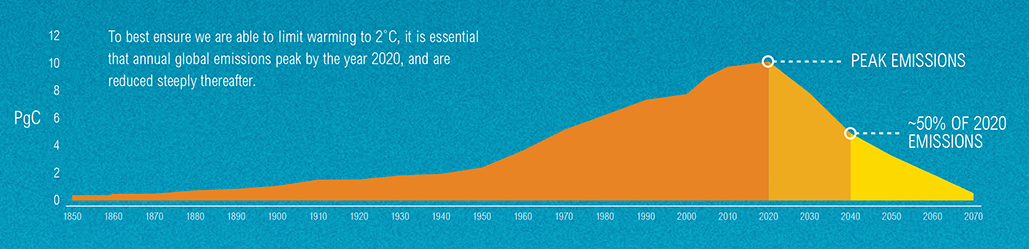 To best ensure we are able to limit warming to 2˚C, it is essential
that annual global emissions peak by the year 2020, and are
reduced steeply thereafter.
12
10
8
PgC
6
4
2
0
PEAK EMISSIONS
~50% OF 2020
EMISSIONS
1850 1860 1870 1880 1890 1900 1910 1920 1930 1940 1950 1960 1970 1980 1990 2000 2010 2020 2030 2040 2050 2060 2070